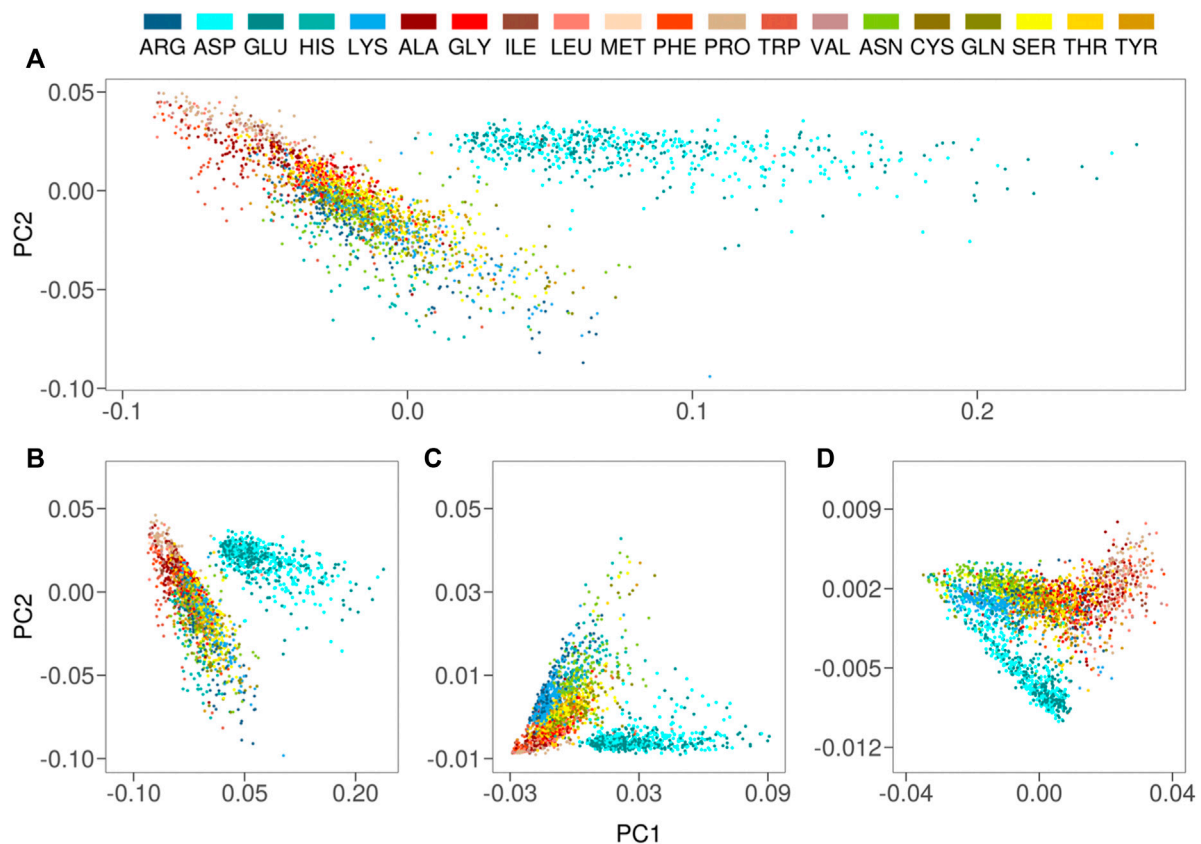 ARG ASP GLU HIS LYS ALA GLY ILE LEU MET PHE PRO TRP VAL ASN CYS GLN SER THR TYR
A
0.05
0.00
-0.05
-0.10
PC2
-0.1 0.0 0.1 0.2
B C D
0.05
0.00
-0.05
-0.10
PC2
-0.10 0.05 0.20
0.05
0.03
0.01
-0.01
-0.03 0.03 0.09
0.009
0.002
-0.005
-0.012
-0.04 0.00 0.04
PC1